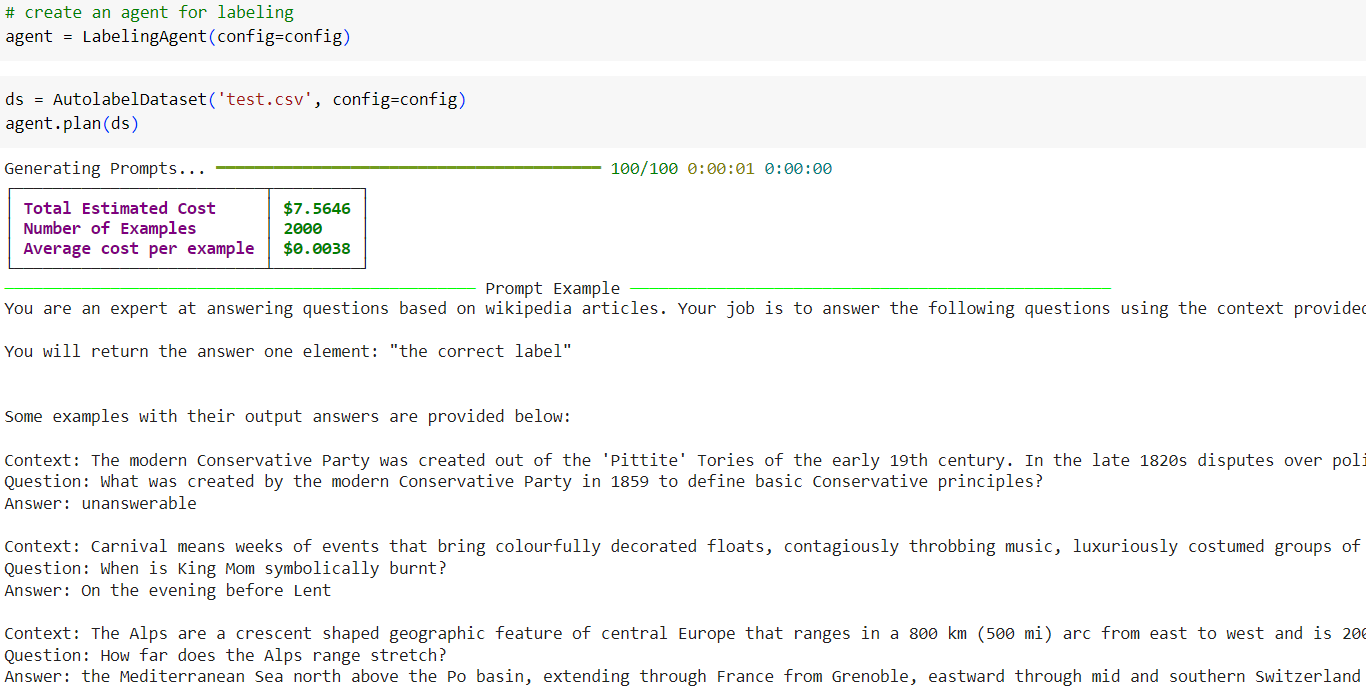 # create an agent for labeling
agent = LabelingAgent(config=config)
ds = AutolabelDataset('test.csv', config=config)
agent.plan(ds)
Generating Prompts... 100/100 0:00:01 0:00:00
Total Estimated Cost $7.5646
Number of Examples 2000
Average cost per example $0.0038
Prompt Example
You are an expert at answering questions based on wikipedia articles. Your job is to answer the following questions using the context provided
You will return the answer one element: "the correct label"
Some examples with their output answers are provided below:
Context: The modern Conservative Party was created out of the 'Pittite' Tories of the early 19th century. In the late 1820s disputes over poli
Question: What was created by the modern Conservative Party in 1859 to define basic Conservative principles?
Answer: unanswerable
Context: Carnival means weeks of events that bring colourfully decorated floats, contagiously throbbing music, luxuriously costumed groups of
Question: When is King Mom symbolically burnt?
Answer: On the evening before Lent
Context: The Alps are a crescent shaped geographic feature of central Europe that ranges in a 800 km (500 mi) arc from east to west and is 200
Question: How far does the Alps range stretch?
Answer: the Mediterranean Sea north above the Po basin, extending through France from Grenoble, eastward through mid and southern Switzerland